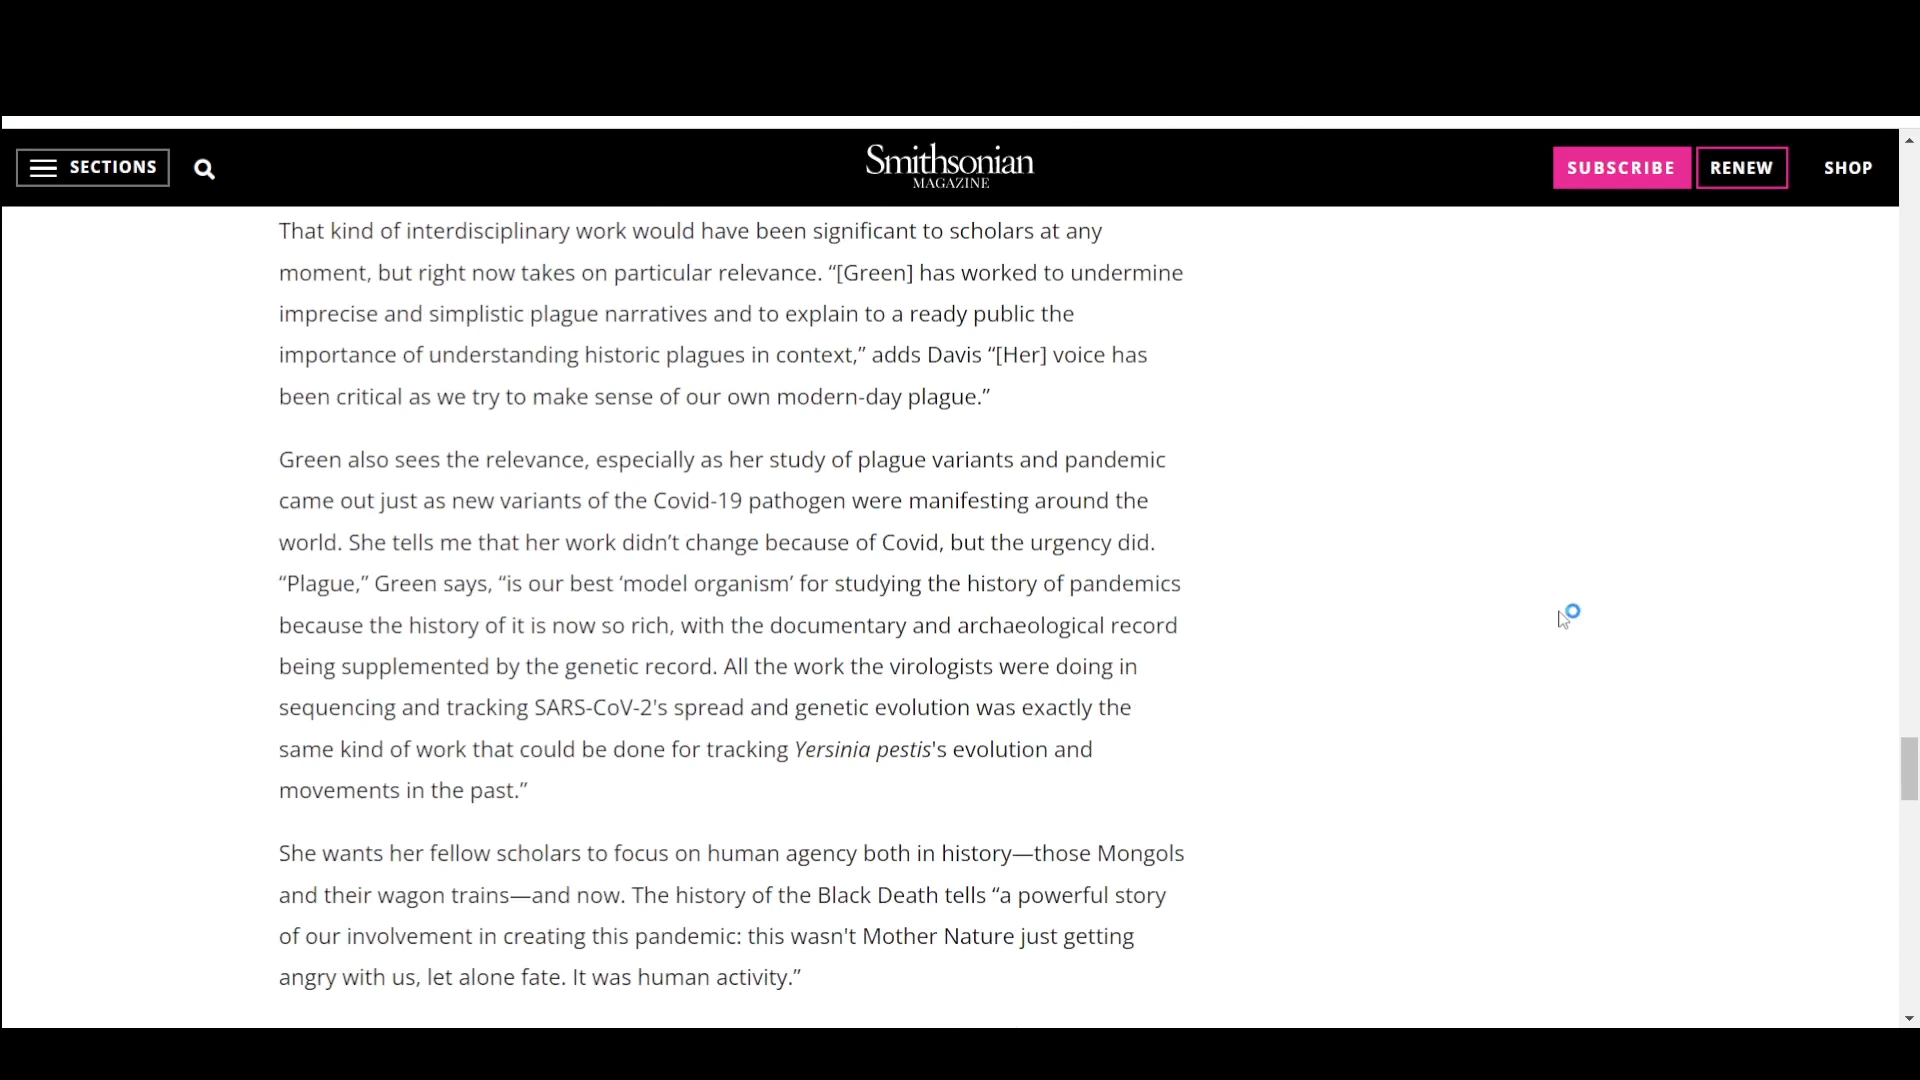 SECTIONS
Smithsonian
MAGAZINE
SUBSCRIBE
RENEW
SHOP
That kind of interdisciplinary work would have been significant to scholars at any
moment, but right now takes on particular relevance. “[Green] has worked to undermine
imprecise and simplistic plague narratives and to explain to a ready public the
importance of understanding historic plagues in context,” adds Davis “[Her] voice has
been critical as we try to make sense of our own modern-day plague.”
Green also sees the relevance, especially as her study of plague variants and pandemic
came out just as new variants of the Covid-19 pathogen were manifesting around the
world. She tells me that her work didn’t change because of Covid, but the urgency did.
“Plague,” Green says, “is our best ‘model organism’ for studying the history of pandemics
because the history of it is now so rich, with the documentary and archaeological record
being supplemented by the genetic record. All the work the virologists were doing in
sequencing and tracking SARS-CoV-2's spread and genetic evolution was exactly the
same kind of work that could be done for tracking Yersinia pestis's evolution and
movements in the past.”
She wants her fellow scholars to focus on human agency both in history—those Mongols
and their wagon trains—and now. The history of the Black Death tells “a powerful story
of our involvement in creating this pandemic: this wasn't Mother Nature just getting
angry with us, let alone fate. It was human activity.”